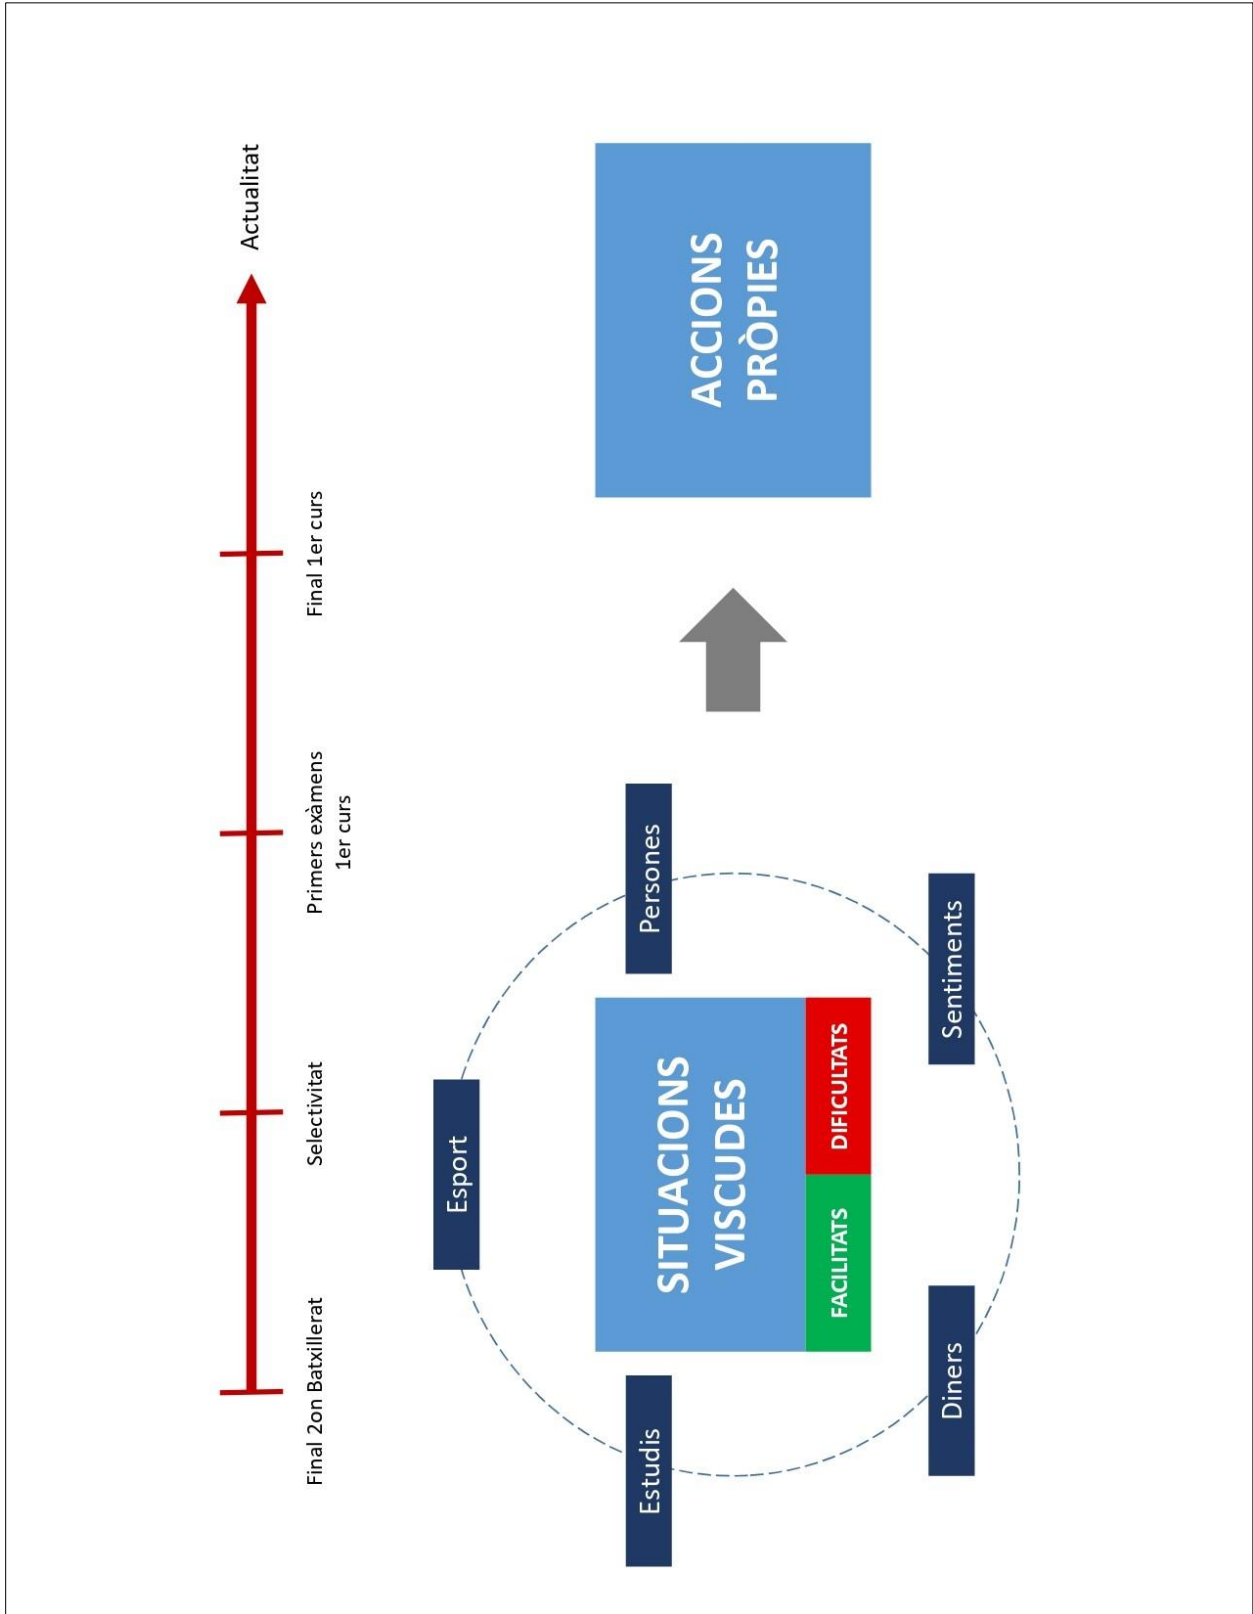 Actualitat
Final 2on Batxillerat
Selectivitat
Primers exàmens
1er curs
Final 1er curs
Esport
Estudis
Persones
SITUACIONS
VISCUDES
FACILITATS
DIFICULTATS
Diners
Sentiments
ACCIONS
PRÒPIES